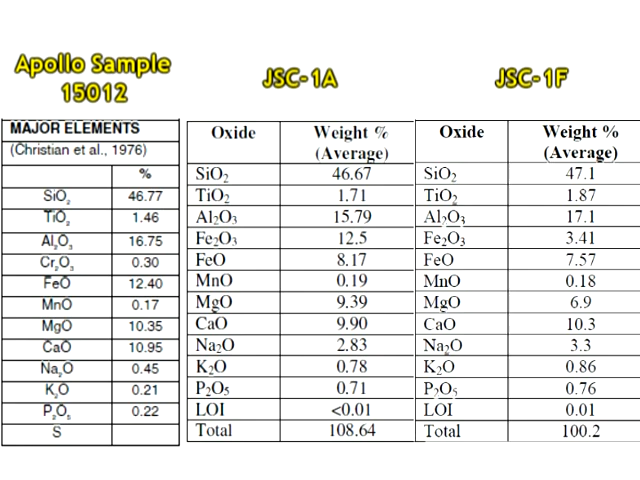 Apollo Sample
15012
MAJOR ELEMENTS
(Christian et al., 1976)
%
SiO₂ 46.77
TiO₂ 1.46
Al₂O₃ 16.75
Cr₂O₃ 0.30
FeO 12.40
MnO 0.17
MgO 10.35
CaO 10.95
Na₂O 0.45
K₂O 0.21
P₂O₅ 0.22
S
JSC-1A
Oxide Weight %
(Average)
SiO₂ 46.67
TiO₂ 1.71
Al₂O₃ 15.79
Fe₂O₃ 12.5
FeO 8.17
MnO 0.19
MgO 9.39
CaO 9.90
Na₂O 2.83
K₂O 0.78
P₂O₅ 0.71
LOI <0.01
Total 108.64
JSC-1F
Oxide Weight %
(Average)
SiO₂ 47.1
TiO₂ 1.87
Al₂O₃ 17.1
Fe₂O₃ 3.41
FeO 7.57
MnO 0.18
MgO 6.9
CaO 10.3
Na₂O 3.3
K₂O 0.86
P₂O₅ 0.76
LOI 0.01
Total 100.2